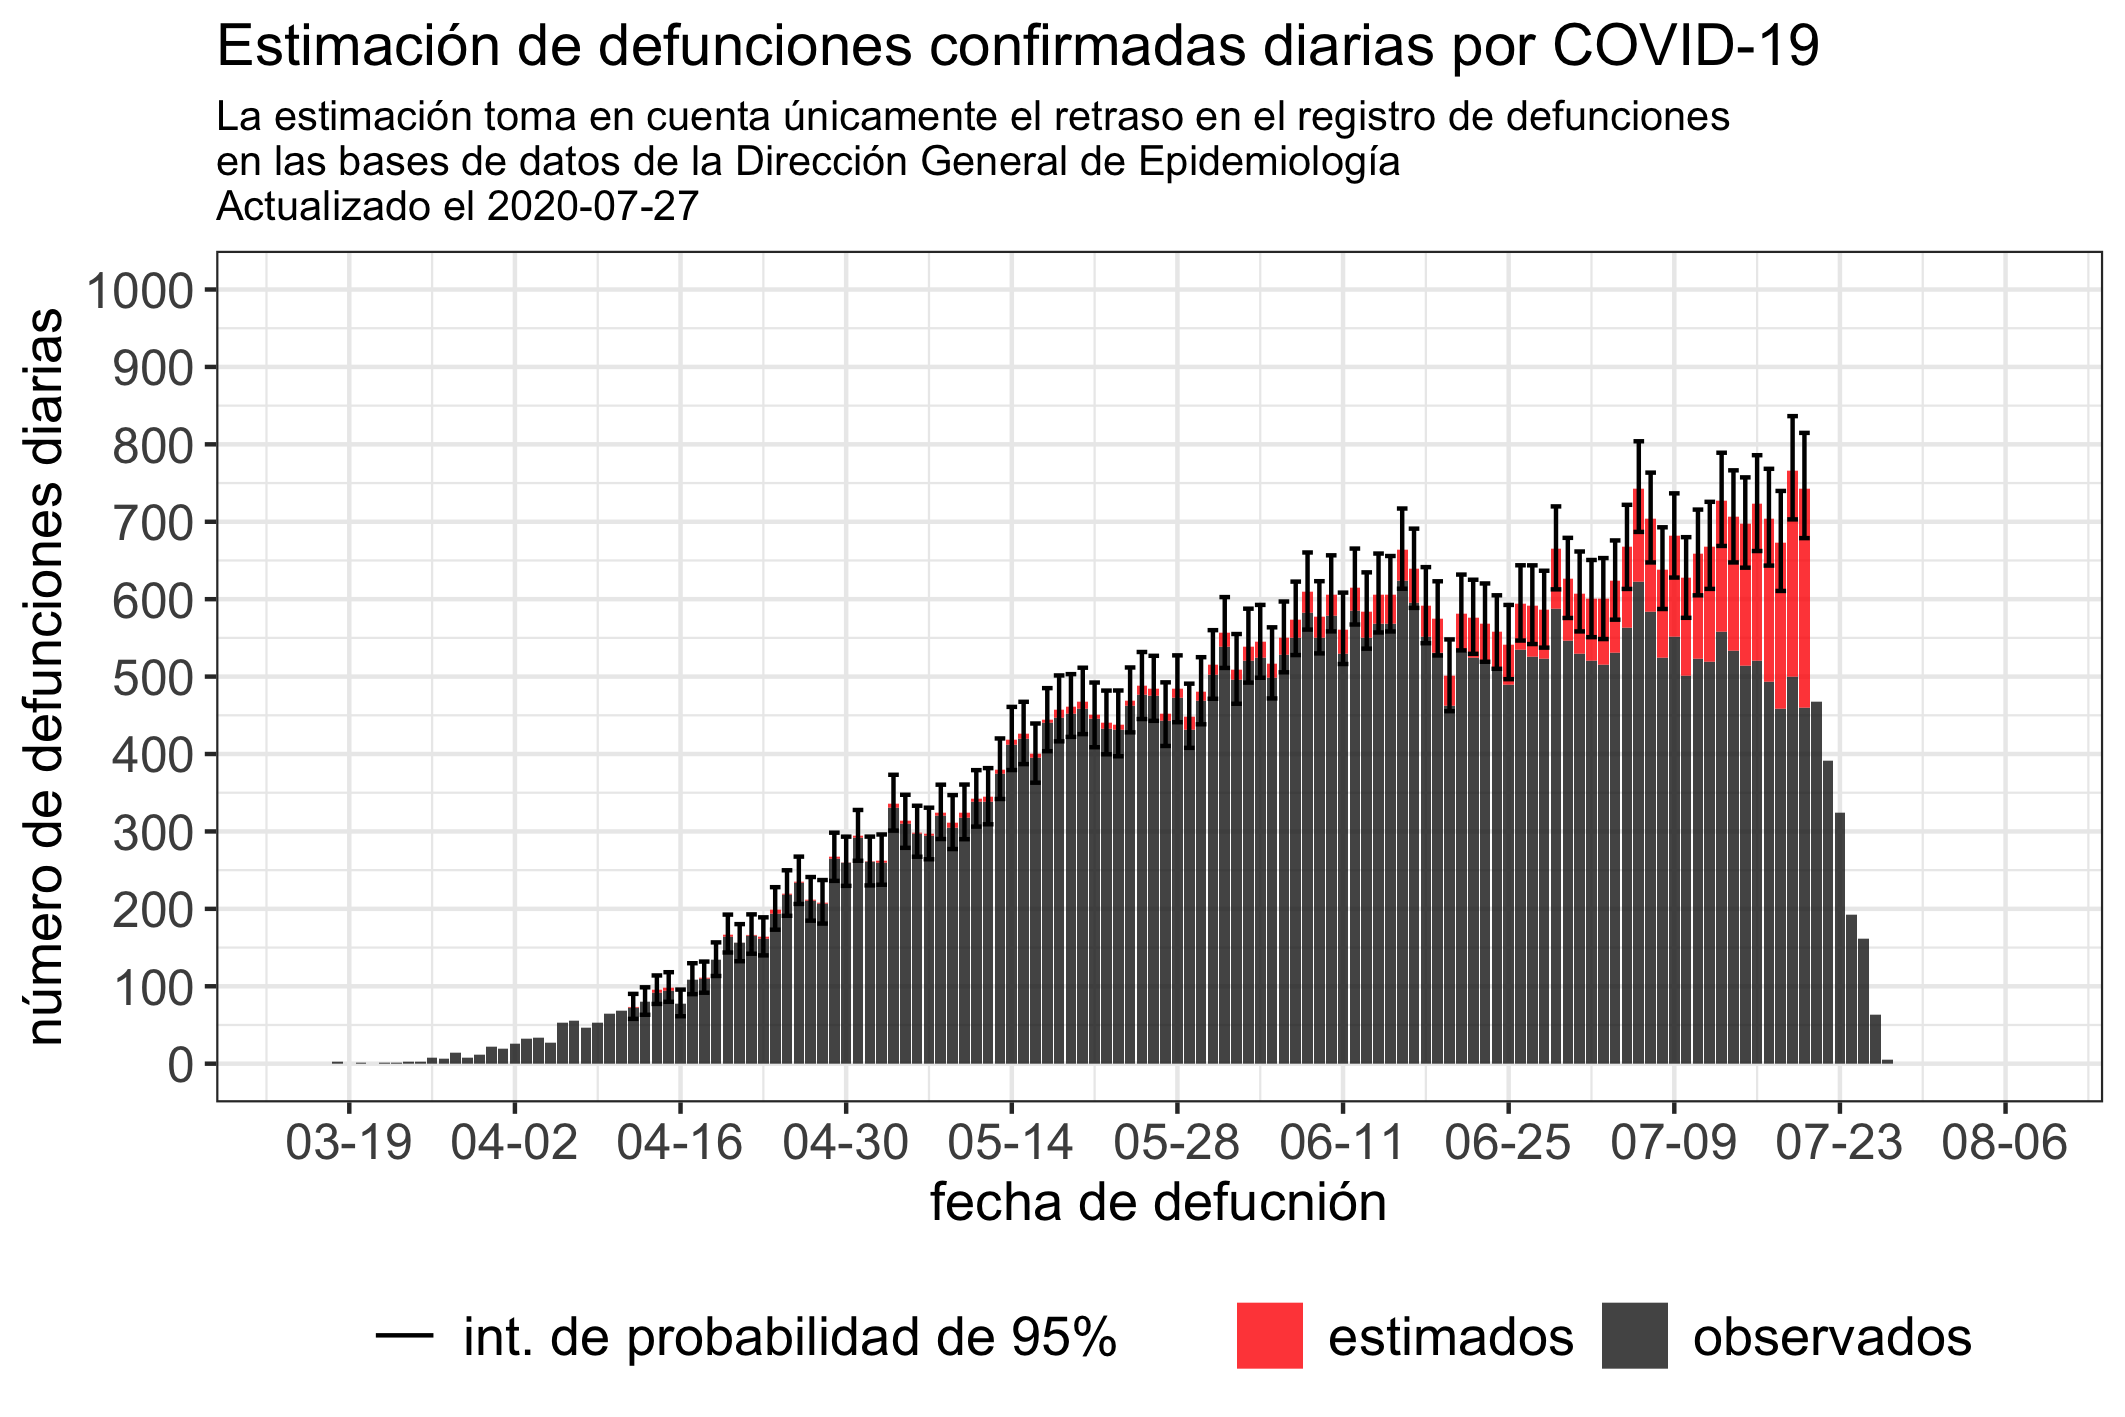 Estimación de defunciones confirmadas diarias por COVID-19
La estimación toma en cuenta únicamente el retraso en el registro de defunciones
en las bases de datos de la Dirección General de Epidemiología
Actualizado el 2020-07-27
número de defunciones diarias
1000
900
800
700
600
500
400
300
200
100
0
03-19 04-02 04-16 04-30 05-14 05-28 06-11 06-25 07-09 07-23 08-06
fecha de defucnión
int. de probabilidad de 95% estimados observados